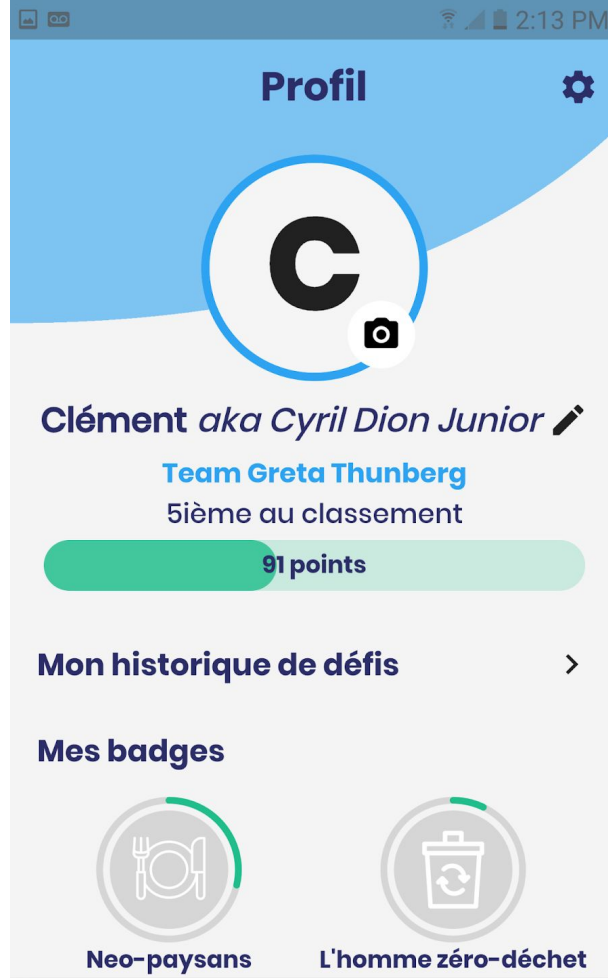 2:13 PM
Profil
C
Clément aka Cyril Dion Junior
Team Greta Thunberg
5ième au classement
91 points
Mon historique de défis
Mes badges
Neo-paysans L'homme zéro-déchet